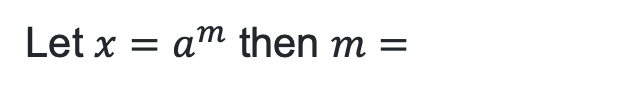 Let x = a^m then m =